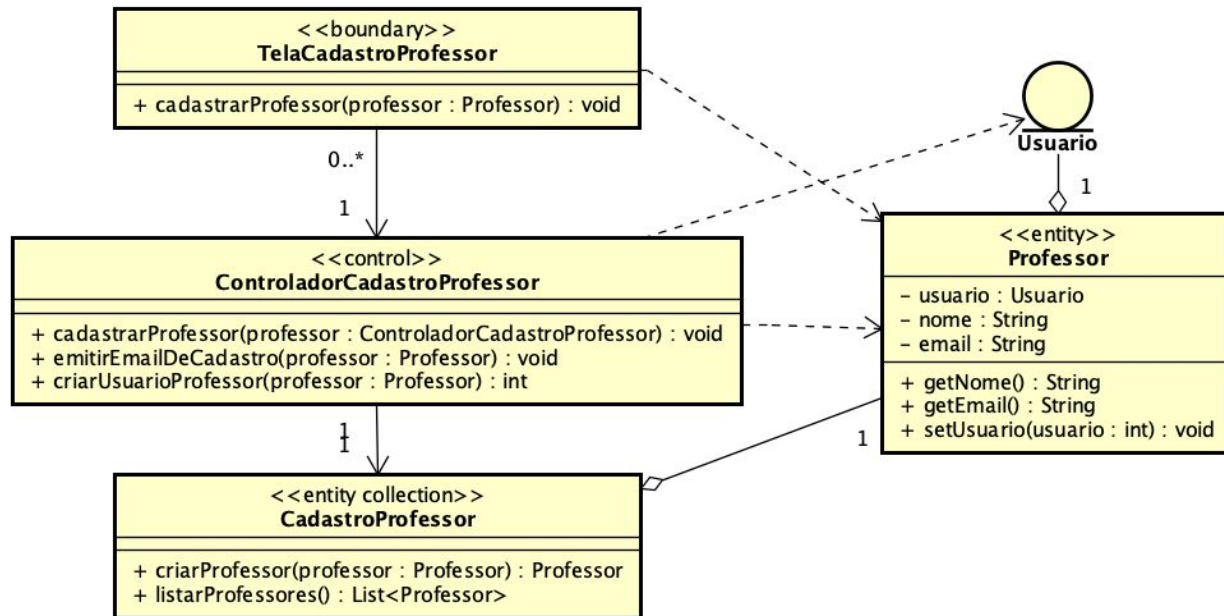 <<boundary>>
TelaCadastroProfessor
+ cadastrarProfessor(professor : Professor) : void
0..*
1
Usuario
1
<<control>>
ControladorCadastroProfessor
+ cadastrarProfessor(professor : ControladorCadastroProfessor) : void
+ emitirEmailDeCadastro(professor : Professor) : void
+ criarUsuarioProfessor(professor : Professor) : int
<<entity>>
Professor
- usuario : Usuario
- nome : String
- email : String
+ getNome() : String
+ getEmail() : String
+ setUsuario(usuario : int) : void
1
1
1
<<entity collection>>
CadastroProfessor
+ criarProfessor(professor : Professor) : Professor
+ listarProfessores() : List<Professor>